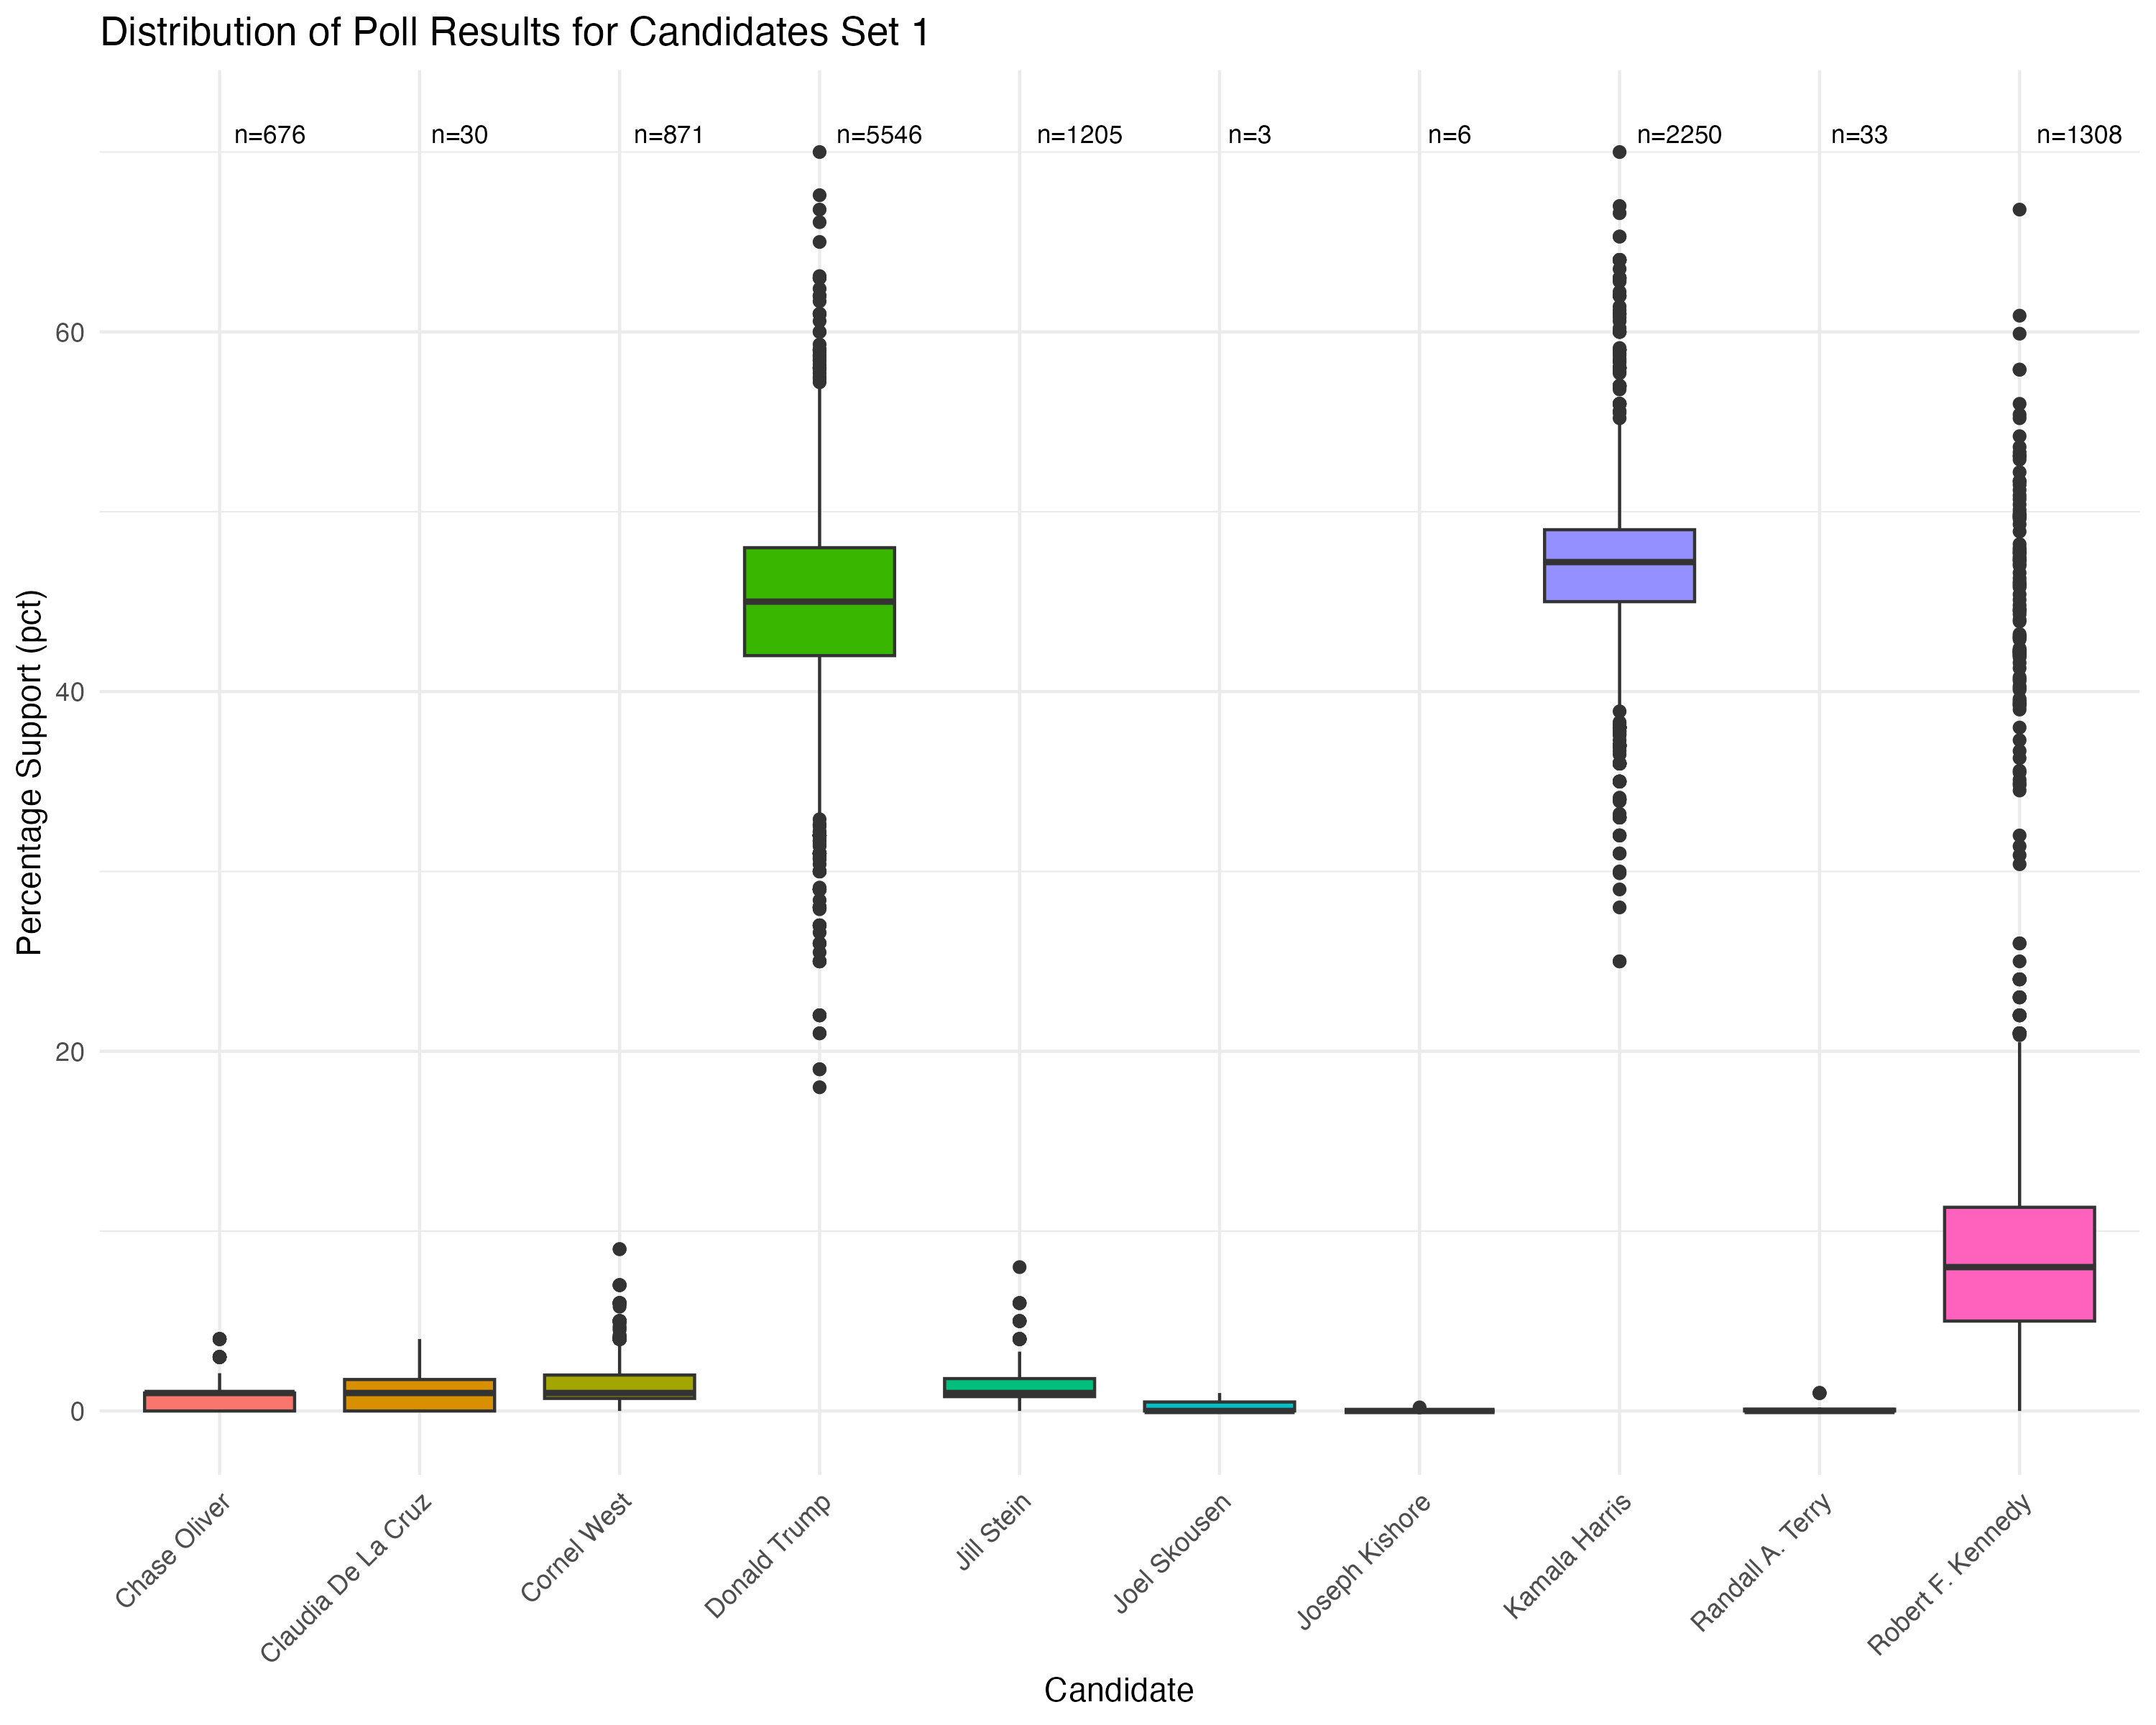 Distribution of Poll Results for Candidates Set 1
n=676 n=30 n=871 n=5546 n=1205 n=3 n=6 n=2250 n=33 n=1308
60
40
20
0
Percentage Support (pct)
Chase Oliver
Claudia De La Cruz
Cornel West
Donald Trump
Jill Stein
Joel Skousen
Joseph Kishore
Kamala Harris
Randall A. Terry
Robert F. Kennedy
Candidate